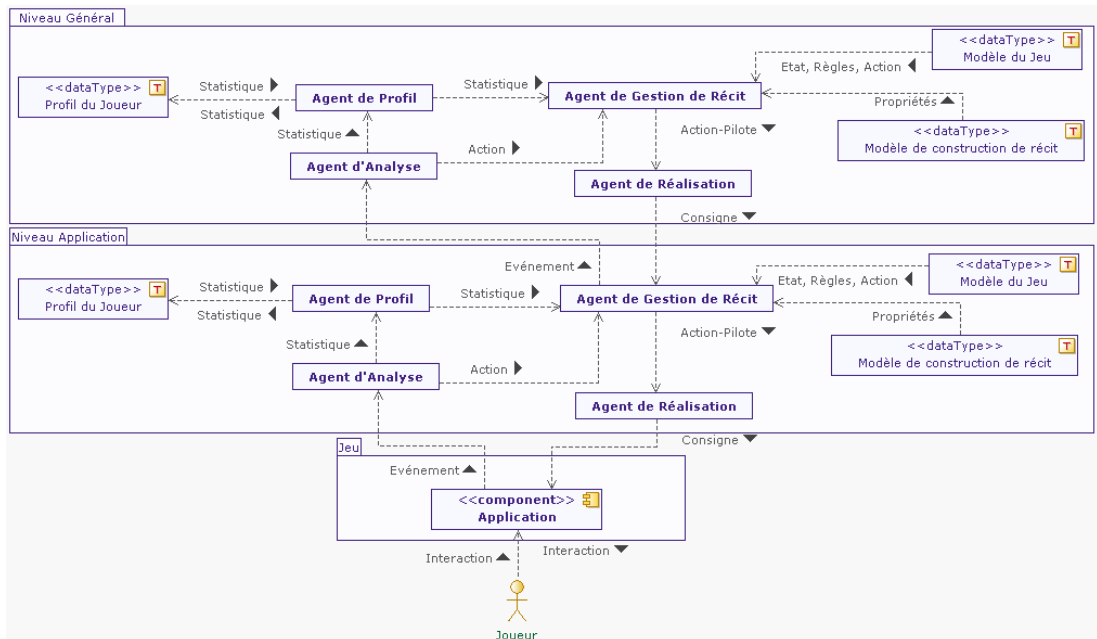 Niveau Général
<<dataType>>
Modèle du Jeu
Etat, Règles, Action
<<dataType>>
Profil du Joueur
Statistique
Statistique
Agent de Profil
Statistique
Agent de Gestion de Récit
Propriétés
<<dataType>>
Modèle de construction de récit
Statistique
Action
Action-Pilote
Agent d'Analyse
Agent de Réalisation
Consigne
Niveau Application
Evénement
<<dataType>>
Modèle du Jeu
Etat, Règles, Action
<<dataType>>
Profil du Joueur
Statistique
Statistique
Agent de Profil
Statistique
Agent de Gestion de Récit
Propriétés
<<dataType>>
Modèle de construction de récit
Statistique
Action
Action-Pilote
Agent d'Analyse
Agent de Réalisation
Consigne
Jeu
Evénement
<<component>>
Application
Interaction
Interaction
Joueur